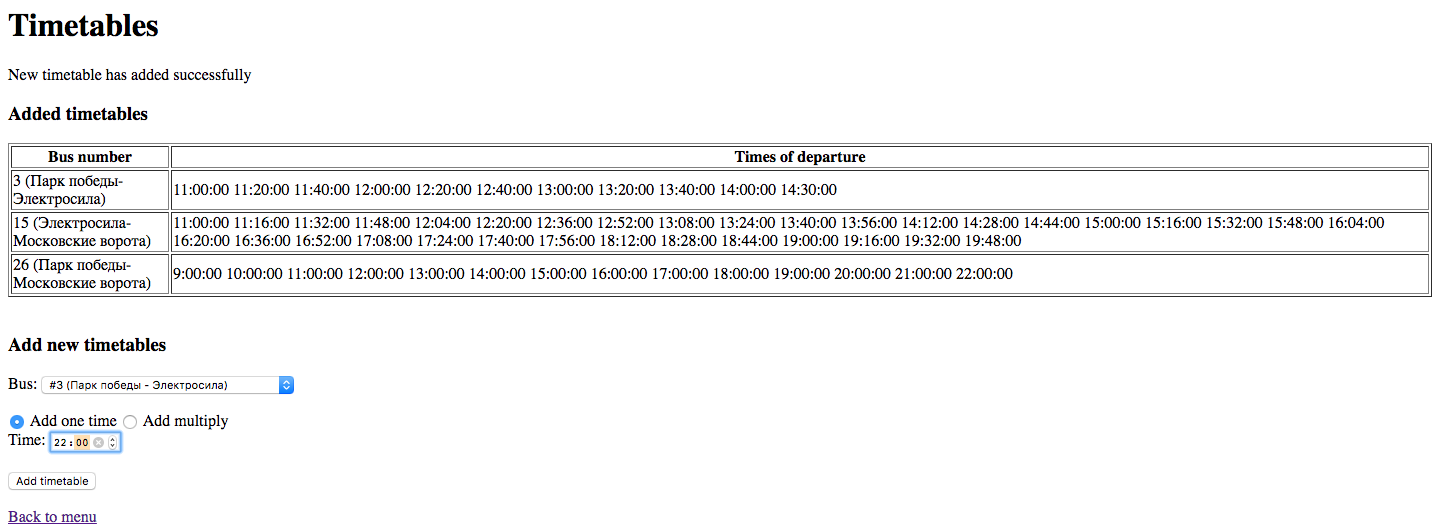 Timetables
New timetable has added successfully
Added timetables
Bus number Times of departure
3 (Парк победы-
Электросила)
11:00:00 11:20:00 11:40:00 12:00:00 12:20:00 12:40:00 13:00:00 13:20:00 13:40:00 14:00:00 14:30:00
15 (Электросила-
Московские ворота)
11:00:00 11:16:00 11:32:00 11:48:00 12:04:00 12:20:00 12:36:00 12:52:00 13:08:00 13:24:00 13:40:00 13:56:00 14:12:00 14:28:00 14:44:00 15:00:00 15:16:00 15:32:00 15:48:00 16:04:00
16:20:00 16:36:00 16:52:00 17:08:00 17:24:00 17:40:00 17:56:00 18:12:00 18:28:00 18:44:00 19:00:00 19:16:00 19:32:00 19:48:00
26 (Парк победы-
Московские ворота)
9:00:00 10:00:00 11:00:00 12:00:00 13:00:00 14:00:00 15:00:00 16:00:00 17:00:00 18:00:00 19:00:00 20:00:00 21:00:00 22:00:00
Add new timetables
Bus: #3 (Парк победы - Электросила)
Add one time Add multiply
Time: 22:00
Add timetable
Back to menu